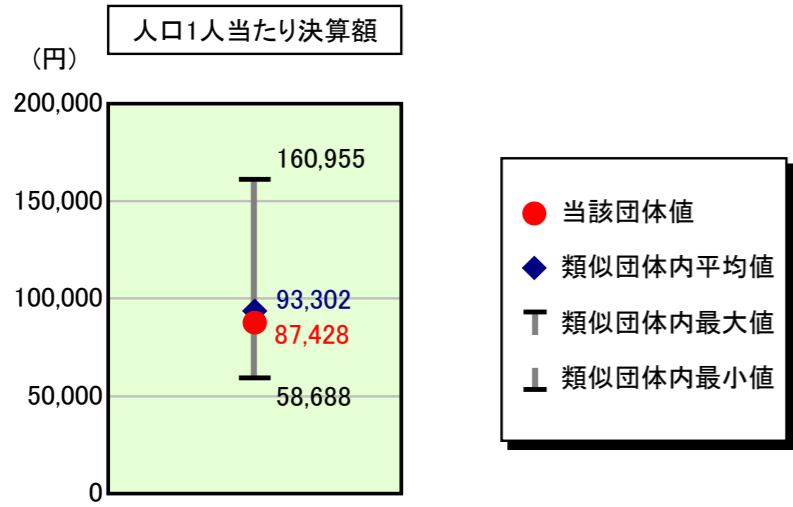 人口1人当たり決算額
（円）
200,000
160,955
150,000
100,000
93,302
87,428
58,688
50,000
0
当該団体値
類似団体内平均値
類似団体内最大値
類似団体内最小値